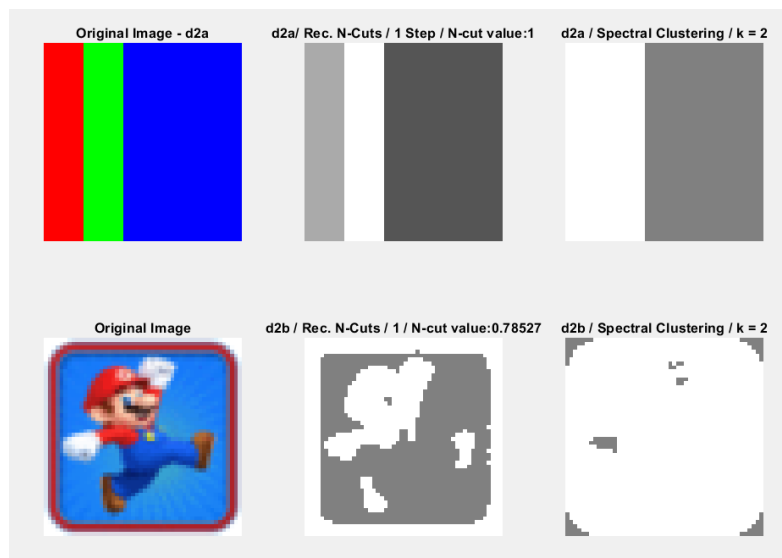 Original Image - d2a
d2a/ Rec. N-Cuts / 1 Step / N-cut value:1
d2a / Spectral Clustering / k = 2
Original Image
d2b / Rec. N-Cuts / 1 / N-cut value:0.78527
d2b / Spectral Clustering / k = 2